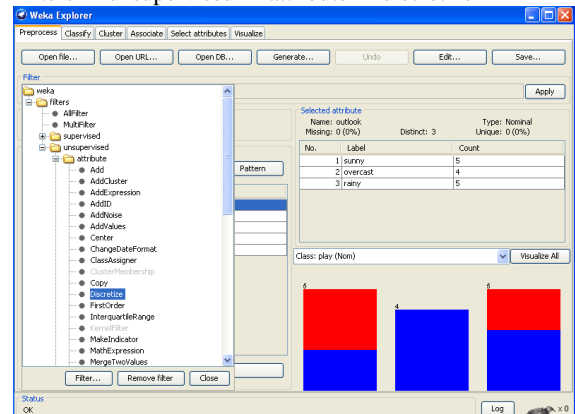 Weka Explorer
Preprocess Classify Cluster Associate Select attributes Visualize
Open file... Open URL... Open DB... Generate... Undo Edit... Save...
Filter
weka
filters
AllFilter
MultiFilter
supervised
unsupervised
attribute
Add
AddCluster
AddExpression
AddID
AddNoise
AddValues
Center
ChangeDateFormat
ClassAssigner
ClusterMembership
Copy
Discretize
FirstOrder
InterquartileRange
KernelFilter
MakeIndicator
MathExpression
MergeTwoValues
Filter... Remove filter Close
Pattern
Apply
Selected attribute
Name: outlook Type: Nominal
Missing: 0 (0%) Distinct: 3 Unique: 0 (0%)
No. Label Count
1 sunny 5
2 overcast 4
3 rainy 5
Class: play (Nom) Visualize All
5 4 5
Status
OK
Log x 0